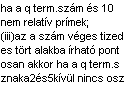 ha a q term.szám és 10
nem relatív prímek;
(iii)az a szám véges tized
es tört alakba írható pont
osan akkor ha a q term.s
znaka2és5kívül nincs osz